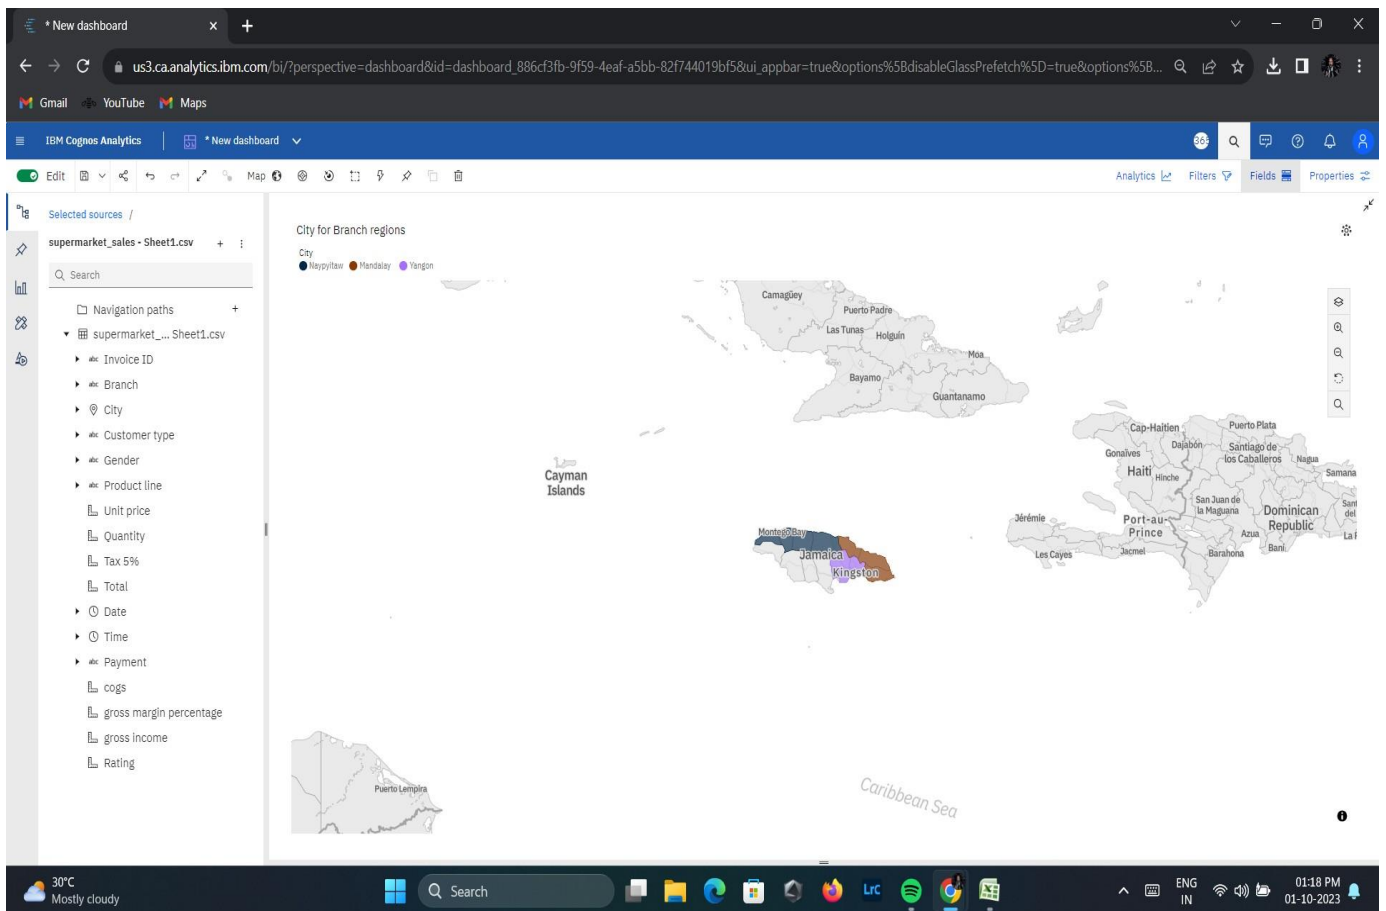 * New dashboard
us3.ca.analytics.ibm.com/bi/?perspective=dashboard&id=dashboard_886cf3fb-9f59-4eaf-a5bb-82f744019bf5&ui_appbar=true&options%5BdisableGlassPrefetch%5D=true&options%5B...
Gmail YouTube Maps
IBM Cognos Analytics * New dashboard
Edit Map Analytics Filters Fields Properties
Selected sources /
supermarket_sales - Sheet1.csv
Search
Navigation paths
supermarket_... Sheet1.csv
abc Invoice ID
abc Branch
City
abc Customer type
abc Gender
abc Product line
Unit price
Quantity
Tax 5%
Total
Date
Time
abc Payment
cogs
gross margin percentage
gross income
Rating
City for Branch regions
City
Naypyitaw Mandalay Yangon
Camagüey
Puerto Padre
Las Tunas
Holguín
Moa
Bayamo
Guantanamo
Cap-Haïtien
Puerto Plata
Gonaïves
Dajabón
Santiago de los Caballeros
Nagua
Samana
Haiti
Hinche
Cayman Islands
San Juan de la Maguana
Dominican Republic
Jérémie
Port-au-Prince
Azua
Bani
Les Cayes
Jacmel
Barahona
Montego Bay
Jamaica
Kingston
Puerto Lempira
Caribbean Sea
30°C
Mostly cloudy
Search
LrC
ENG
IN
01:18 PM
01-10-2023